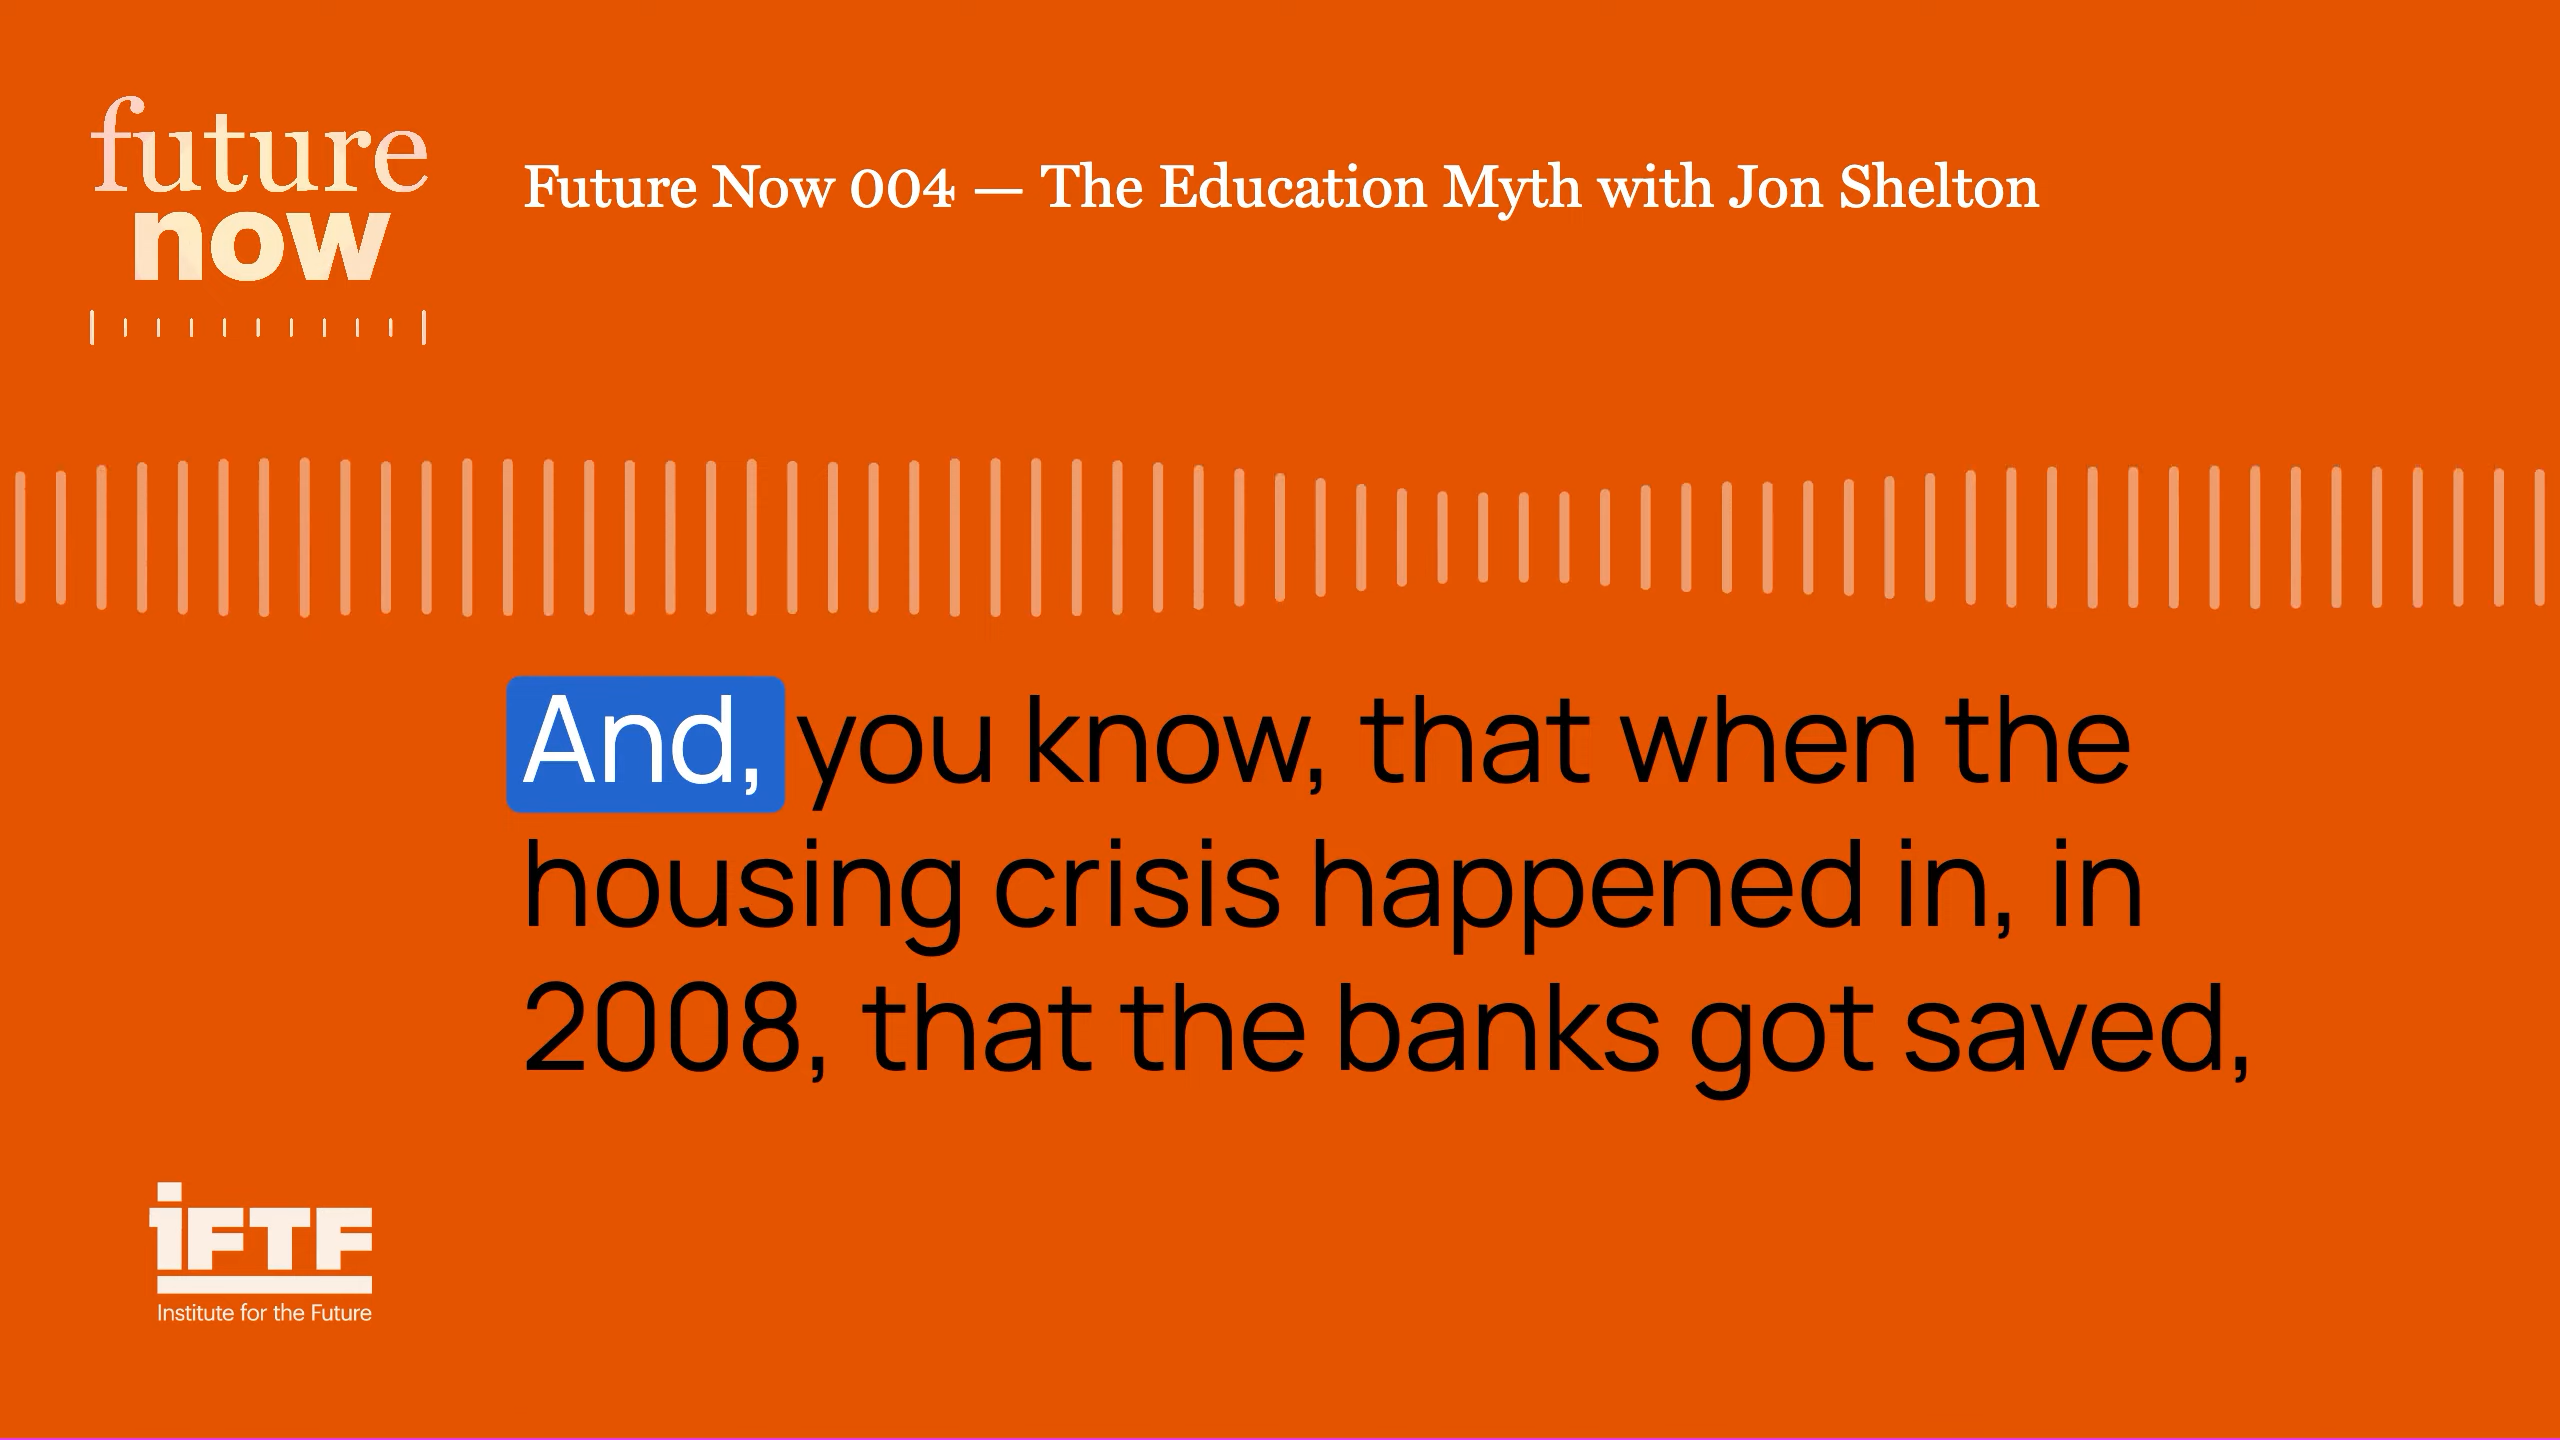 future
now
Future Now 004 — The Education Myth with Jon Shelton
And, you know, that when the
housing crisis happened in, in
2008, that the banks got saved,
iFTF
Institute for the Future